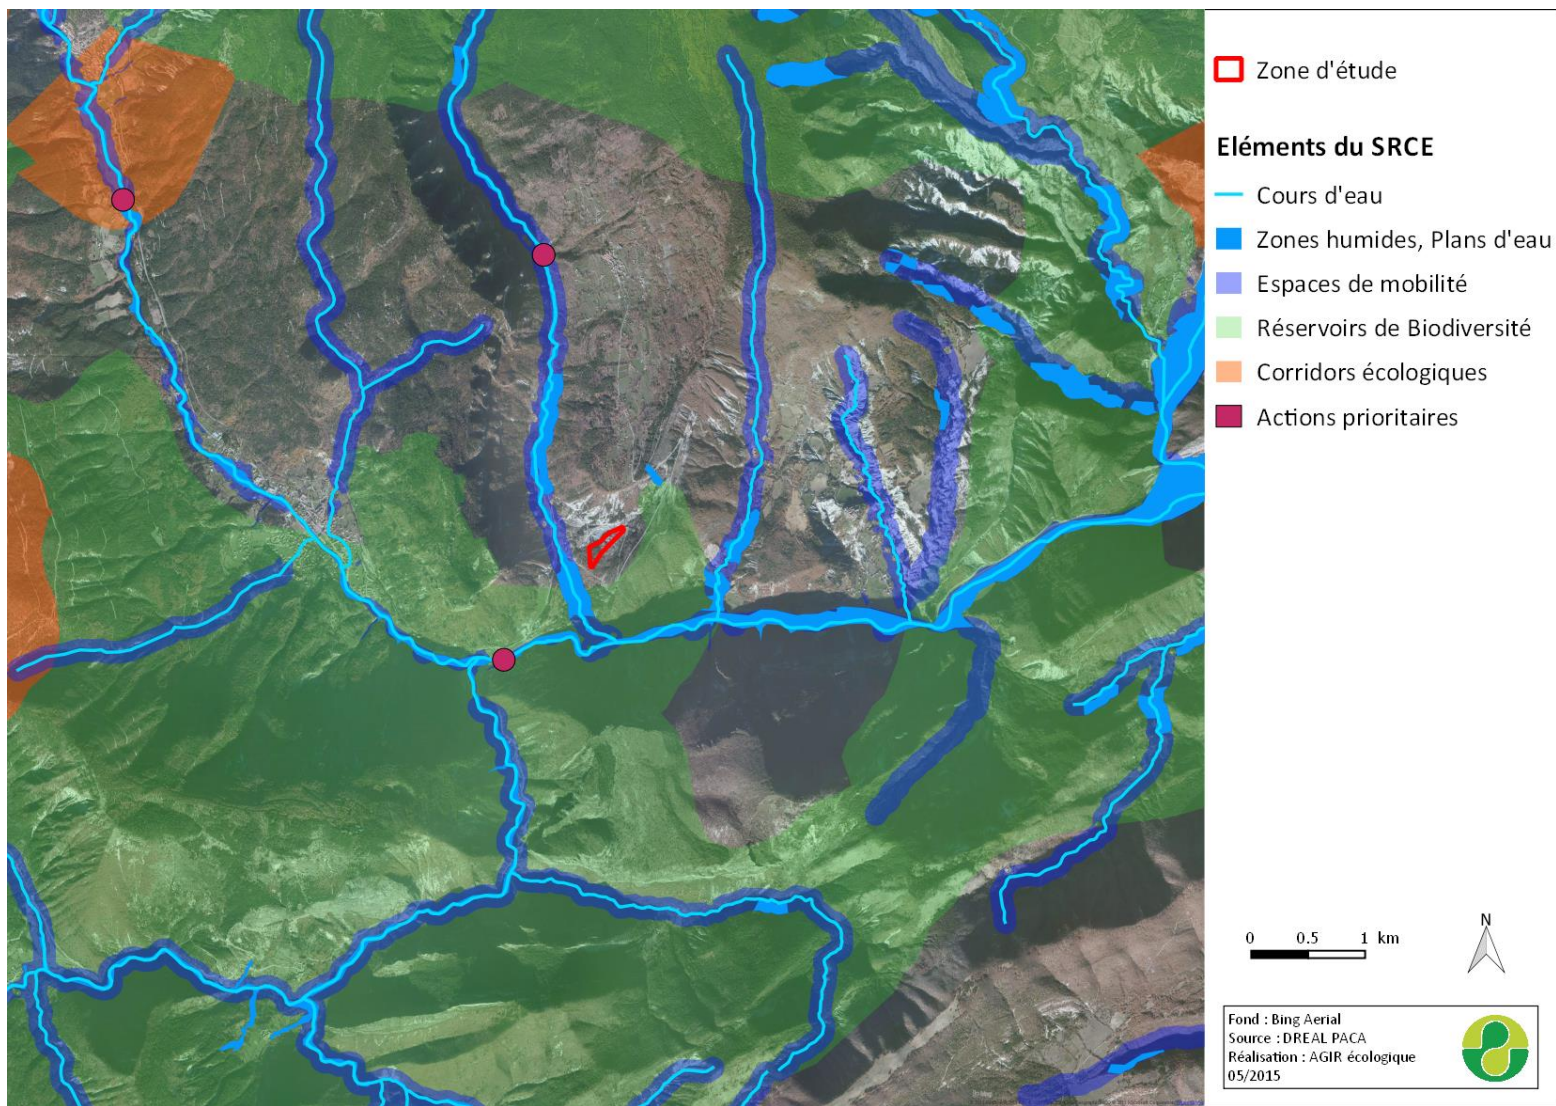 Zone d'étude
Eléments du SRCE
Cours d'eau
Zones humides, Plans d'eau
Espaces de mobilité
Réservoirs de Biodiversité
Corridors écologiques
Actions prioritaires
0 0.5 1 km
N
Fond : Bing Aerial
Source : DREAL PACA
Réalisation : AGIR écologique
05/2015